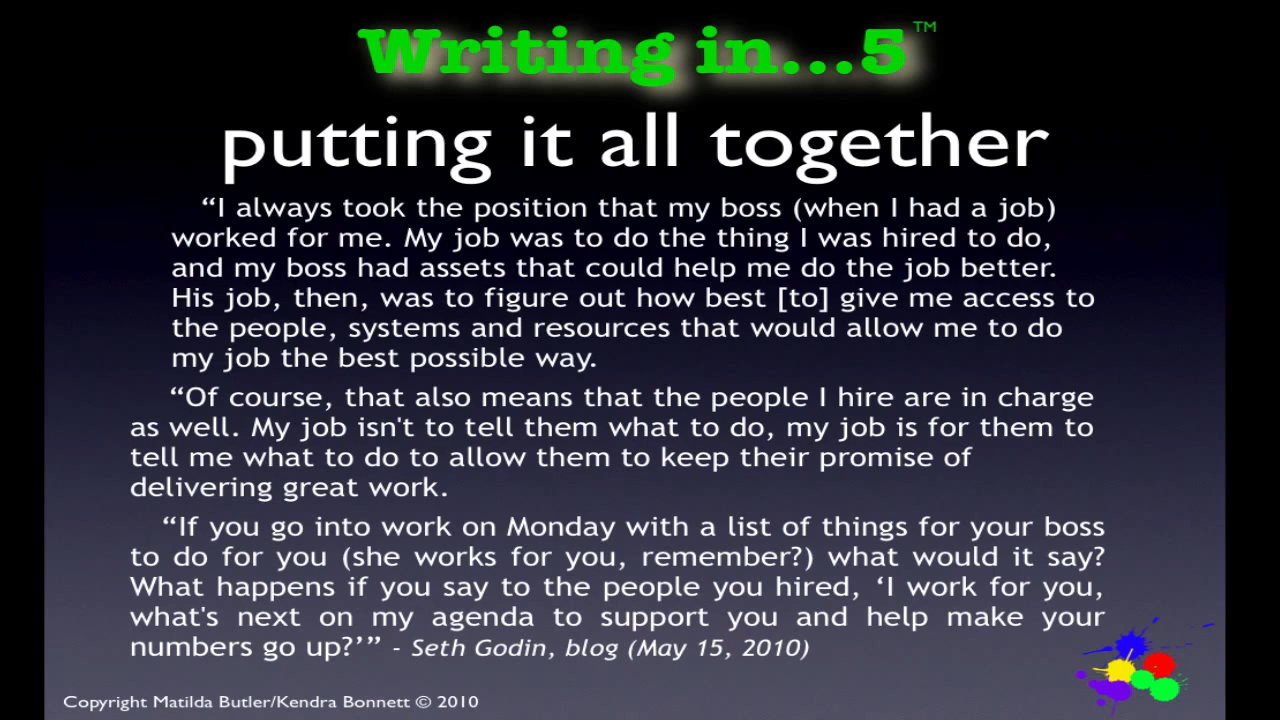 Writing in...5™
putting it all together
“I always took the position that my boss (when I had a job)
worked for me. My job was to do the thing I was hired to do,
and my boss had assets that could help me do the job better.
His job, then, was to figure out how best [to] give me access to
the people, systems and resources that would allow me to do
my job the best possible way.
“Of course, that also means that the people I hire are in charge
as well. My job isn't to tell them what to do, my job is for them to
tell me what to do to allow them to keep their promise of
delivering great work.
“If you go into work on Monday with a list of things for your boss
to do for you (she works for you, remember?) what would it say?
What happens if you say to the people you hired, ‘I work for you,
what's next on my agenda to support you and help make your
numbers go up?’” - Seth Godin, blog (May 15, 2010)
Copyright Matilda Butler/Kendra Bonnett © 2010